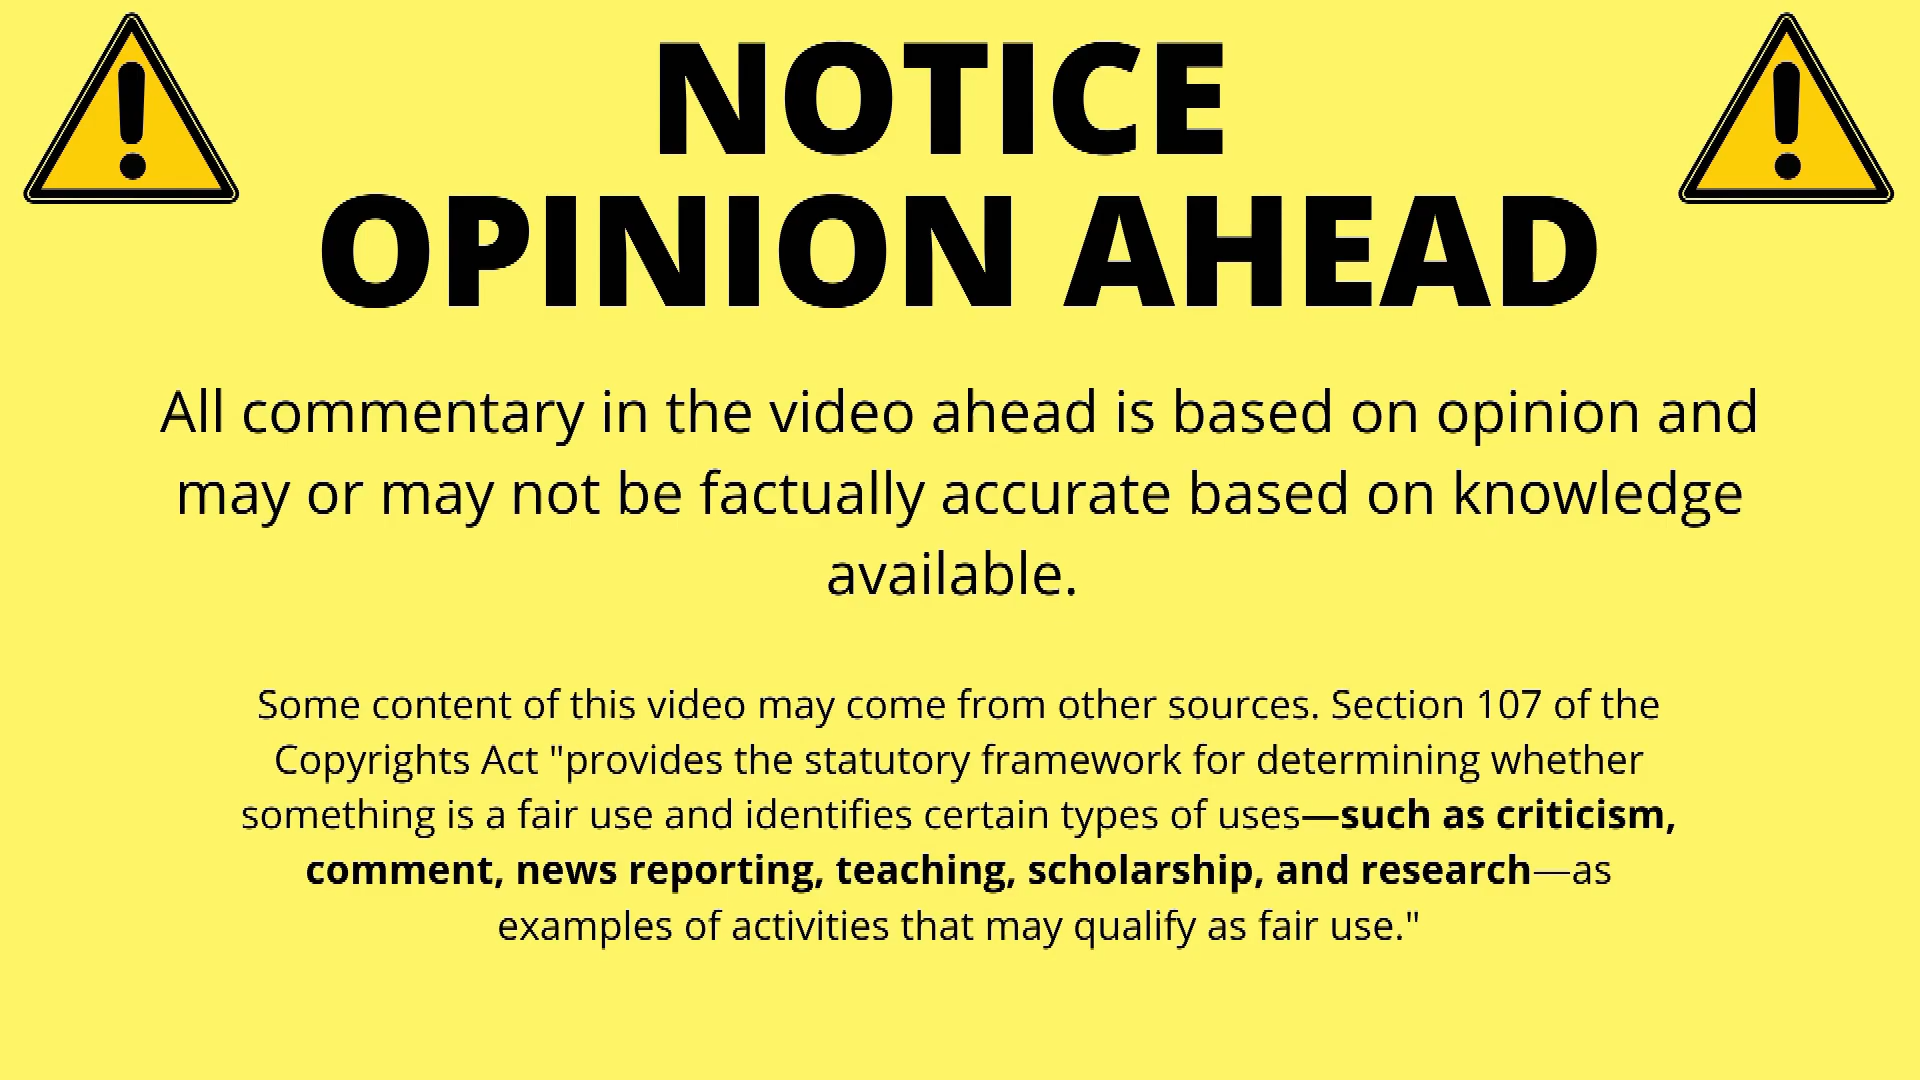 NOTICE
OPINION AHEAD
All commentary in the video ahead is based on opinion and
may or may not be factually accurate based on knowledge
available.
Some content of this video may come from other sources. Section 107 of the
Copyrights Act "provides the statutory framework for determining whether
something is a fair use and identifies certain types of uses—such as criticism,
comment, news reporting, teaching, scholarship, and research—as
examples of activities that may qualify as fair use."